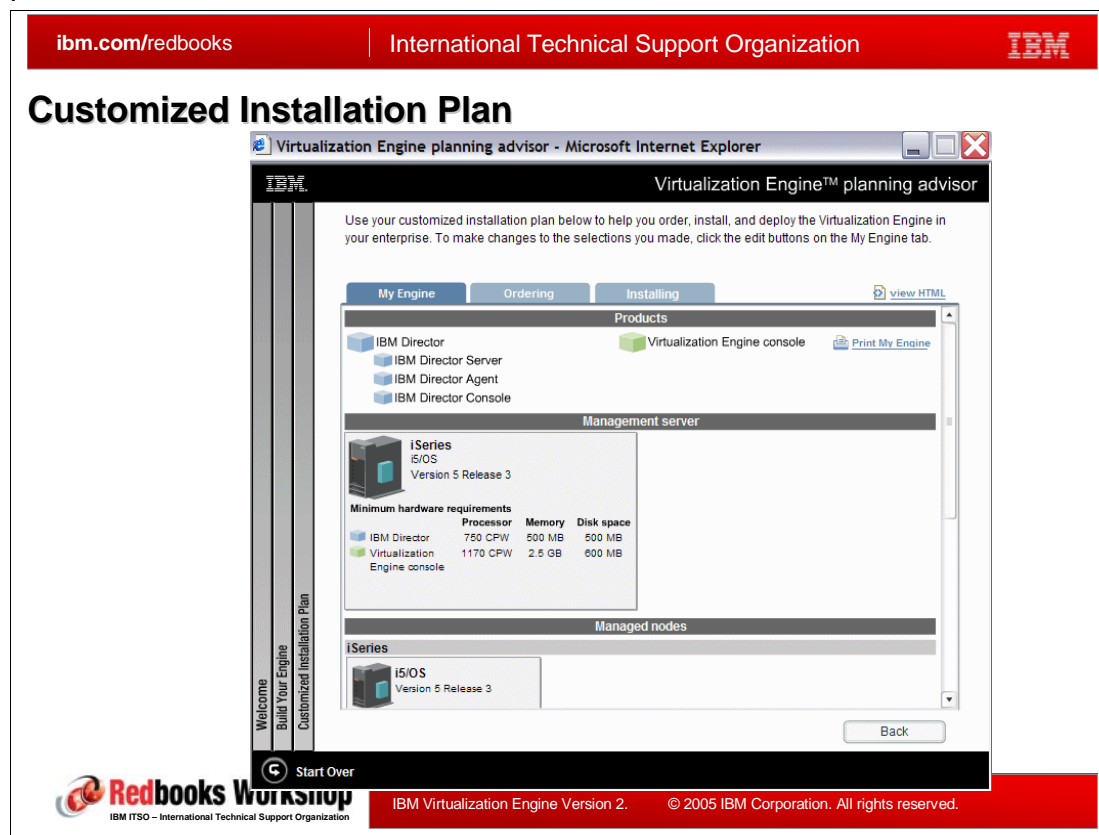 ibm.com/redbooks
International Technical Support Organization
IBM
Customized Installation Plan
Virtualization Engine planning advisor - Microsoft Internet Explorer
IBM.
Virtualization Engine™ planning advisor
Use your customized installation plan below to help you order, install, and deploy the Virtualization Engine in
your enterprise. To make changes to the selections you made, click the edit buttons on the My Engine tab.
My Engine
Ordering
Installing
view HTML
Products
IBM Director
Virtualization Engine console
Print My Engine
IBM Director Server
IBM Director Agent
IBM Director Console
Management server
iSeries
i5/OS
Version 5 Release 3
Minimum hardware requirements
Processor Memory Disk space
IBM Director 750 CPW 500 MB 500 MB
Virtualization 1170 CPW 2.5 GB 600 MB
Engine console
Managed nodes
iSeries
i5/OS
Version 5 Release 3
Welcome
Build Your Engine
Customized Installation Plan
Back
Start Over
Redbooks Workshop
IBM ITSO – International Technical Support Organization
IBM Virtualization Engine Version 2.
© 2005 IBM Corporation. All rights reserved.